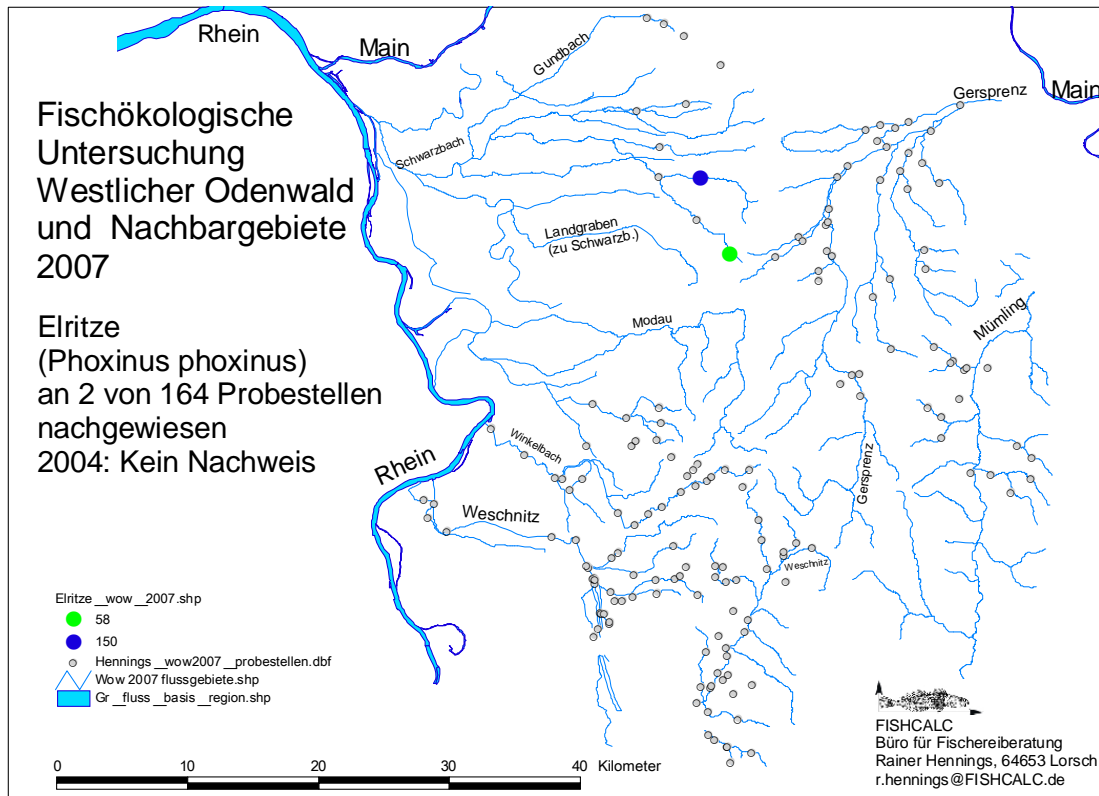 Rhein
Main
Gundbach
Gersprenz
Main
Fischökologische
Untersuchung
Westlicher Odenwald
und Nachbargebiete
2007
Schwarzbach
Landgraben
(zu Schwarzb.)
Elritze
(Phoxinus phoxinus)
an 2 von 164 Probestellen
nachgewiesen
2004: Kein Nachweis
Modau
Mümling
Winkelbach
Rhein
Gersprenz
Weschnitz
Weschnitz
Elritze__wow__2007.shp
58
150
Hennings__wow2007__probestellen.dbf
Wow 2007 flussgebiete.shp
Gr__fluss__basis__region.shp
0 10 20 30 40 Kilometer
FISHCALC
Büro für Fischereiberatung
Rainer Hennings, 64653 Lorsch
r.hennings@FISHCALC.de